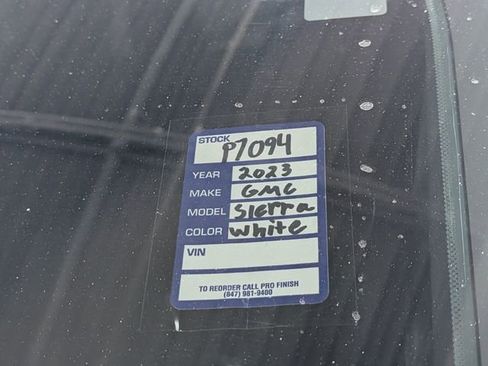 STOCK P7094
YEAR 2023
MAKE GMC
MODEL Sierra
COLOR White
VIN
TO REORDER CALL PRO FINISH
(847) 981-9400